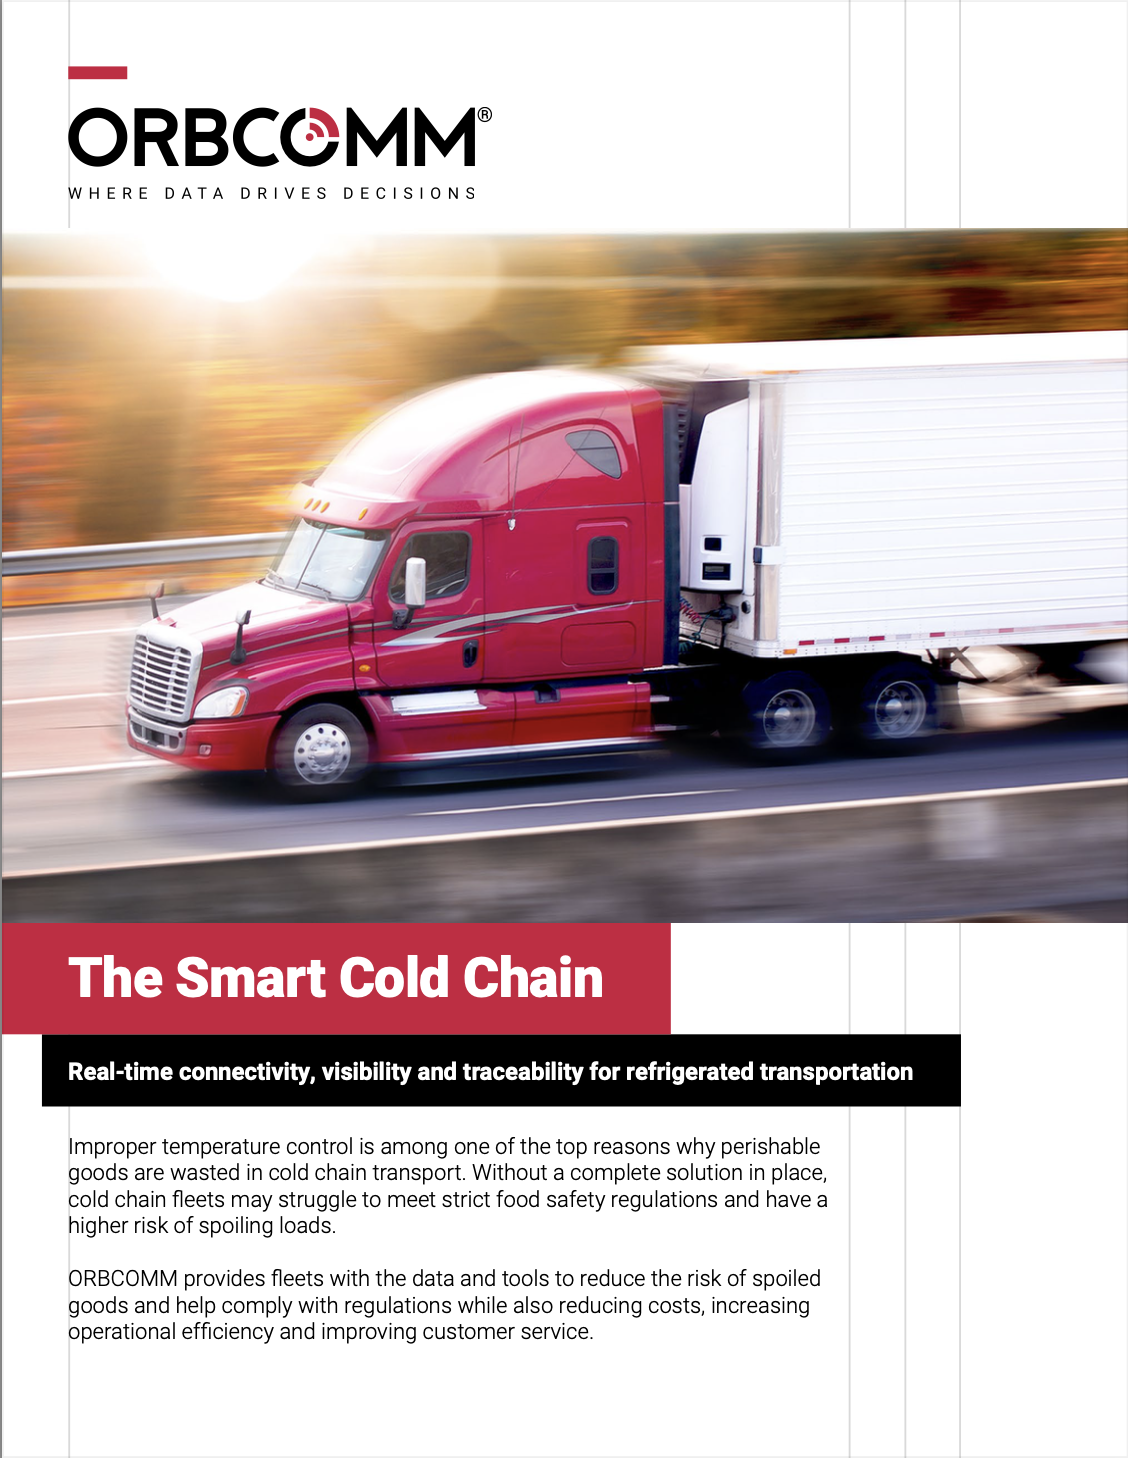 ORBCOMM®
WHERE DATA DRIVES DECISIONS
The Smart Cold Chain
Real-time connectivity, visibility and traceability for refrigerated transportation
Improper temperature control is among one of the top reasons why perishable
goods are wasted in cold chain transport. Without a complete solution in place,
cold chain fleets may struggle to meet strict food safety regulations and have a
higher risk of spoiling loads.
ORBCOMM provides fleets with the data and tools to reduce the risk of spoiled
goods and help comply with regulations while also reducing costs, increasing
operational efficiency and improving customer service.